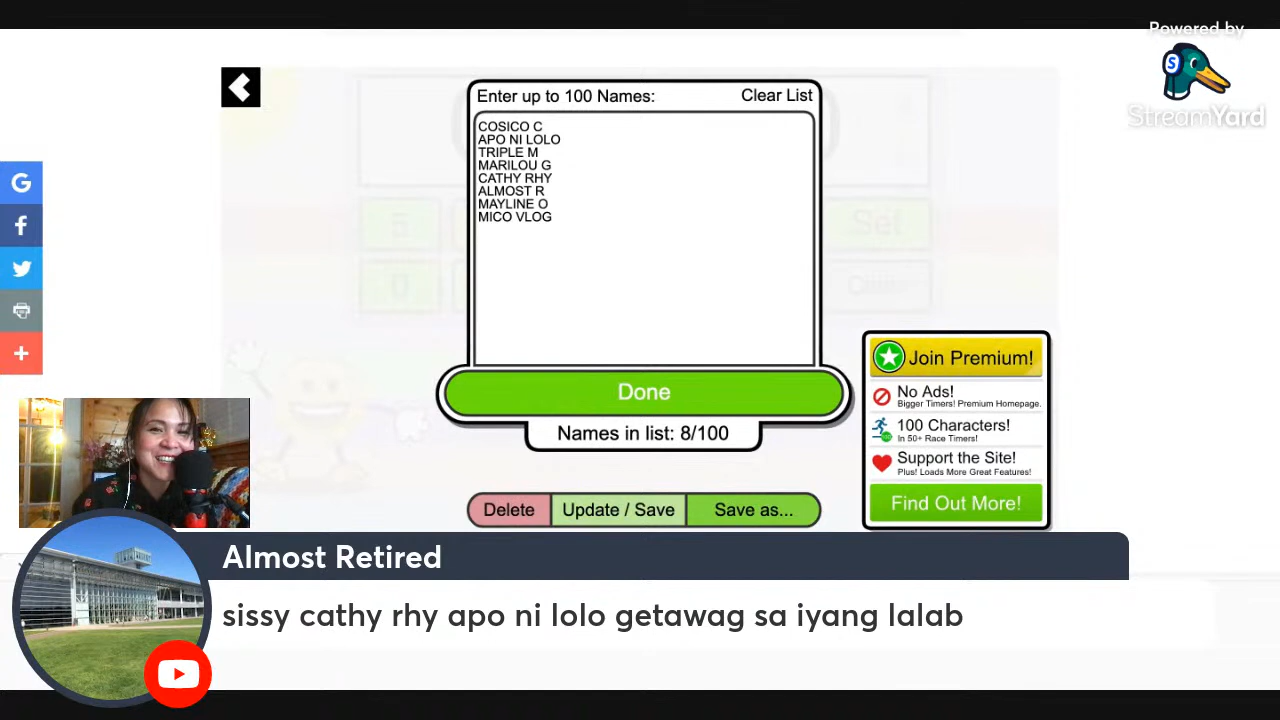 Powered by
StreamYard
Enter up to 100 Names:
Clear List
COSICO C
APO NI LOLO
TRIPLE M
MARILOU G
CATHY RHY
ALMOST R
MAYLINE O
MICO VLOG
5
Set
0
Done
Names in list: 8/100
Delete
Update / Save
Save as...
Join Premium!
No Ads!
Bigger Timers! Premium Homepage.
100 Characters!
In 50+ Race Timers!
Support the Site!
Plus! Loads More Great Features!
Find Out More!
Almost Retired
sissy cathy rhy apo ni lolo getawag sa iyang lalab